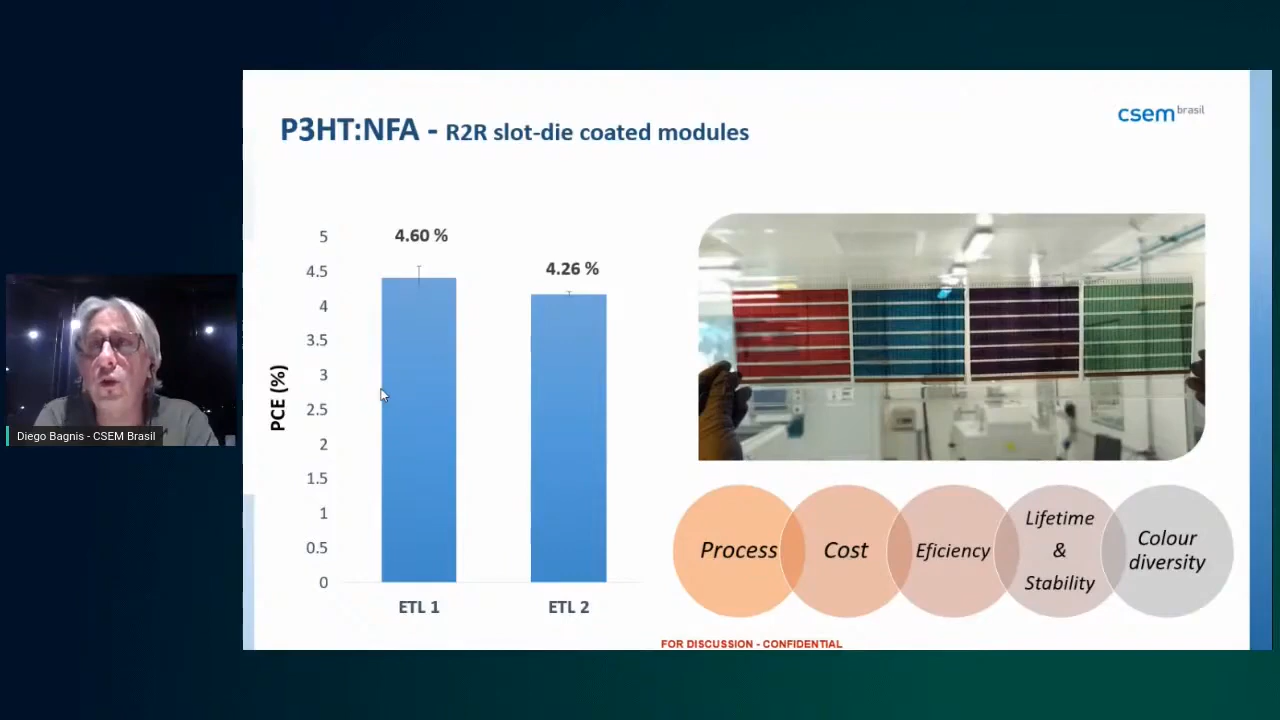 P3HT:NFA - R2R slot-die coated modules
csem brasil
5
4.5
4
3.5
3
2.5
2
1.5
1
0.5
0
PCE (%)
4.60 %
4.26 %
ETL 1
ETL 2
Process
Cost
Eficiency
Lifetime
&
Stability
Colour
diversity
FOR DISCUSSION - CONFIDENTIAL
Diego Bagnis - CSEM Brasil